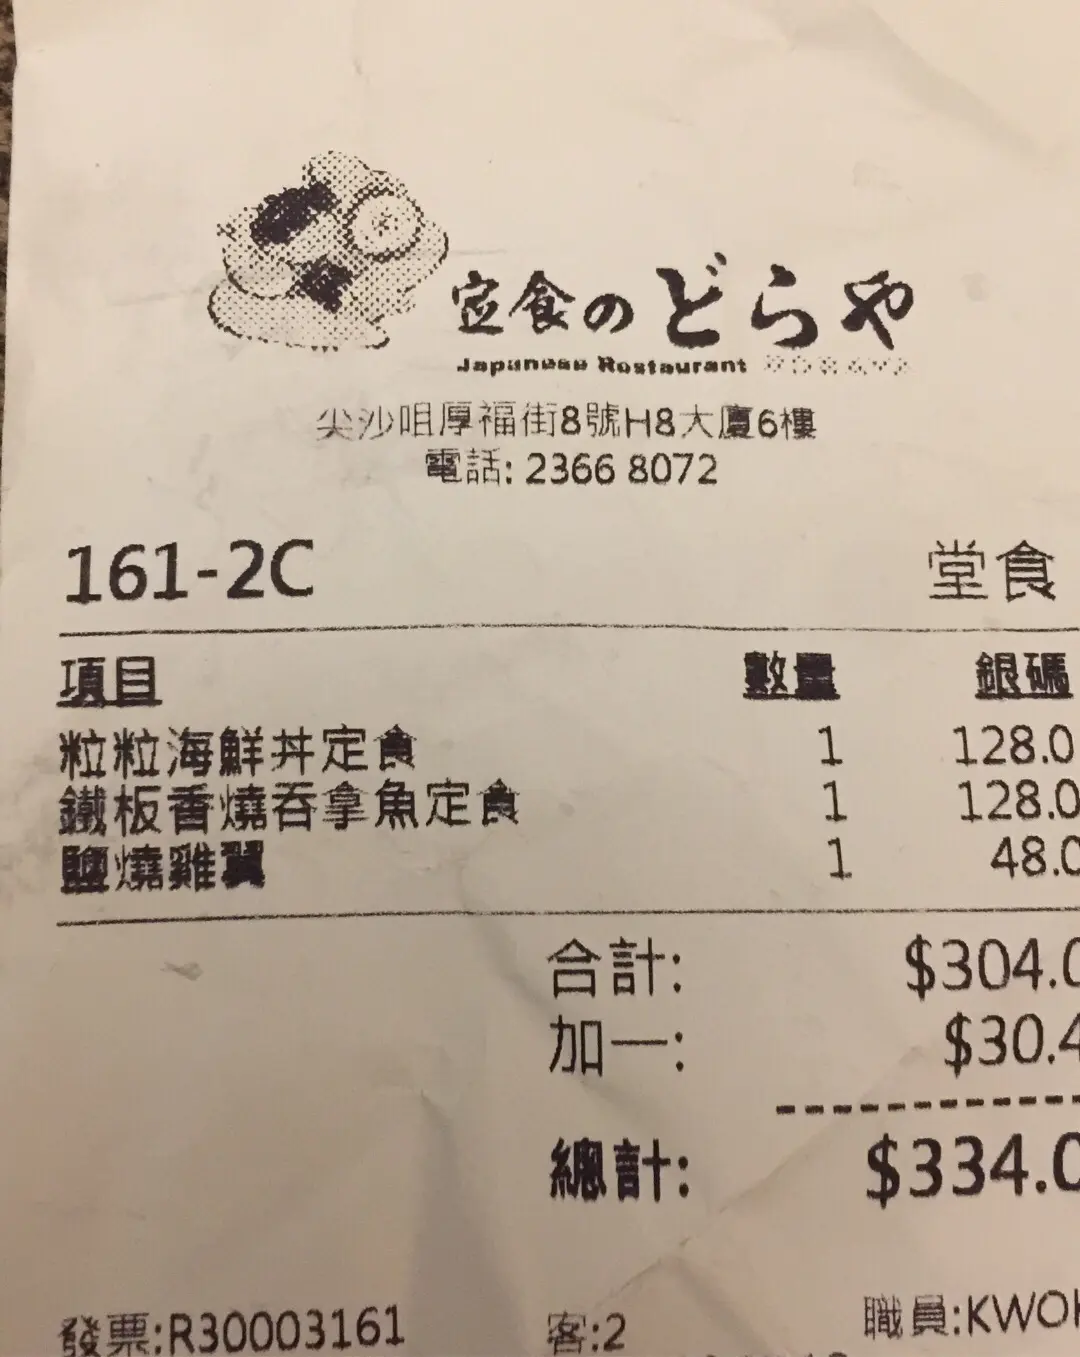 定食のどらや
Japanese Restaurant
尖沙咀厚福街8號H8大廈6樓
電話: 2366 8072
161-2C 堂食
項目 數量 銀碼
粒粒海鮮丼定食 1 128.0
鐵板香燒吞拿魚定食 1 128.0
鹽燒雞翼 1 48.0
合計: $304.0
加一: $30.4
總計: $334.0
發票:R30003161 客:2 職員:KWOK